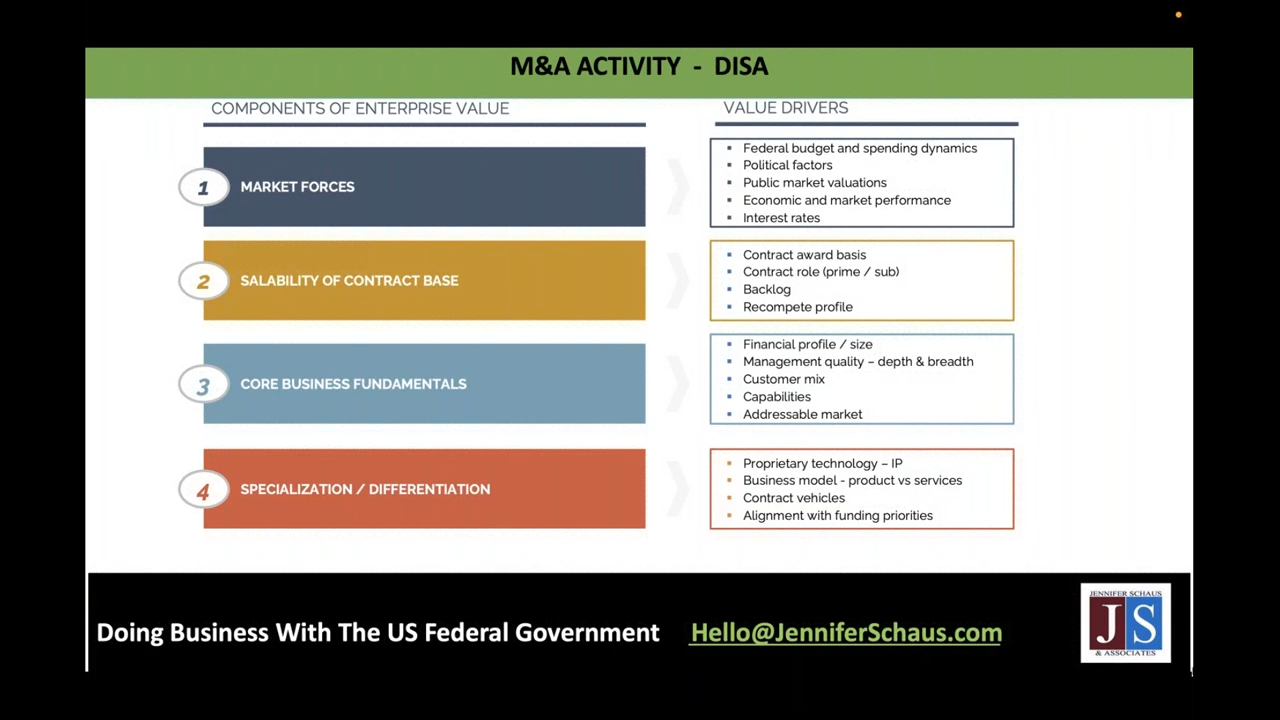 M&A ACTIVITY - DISA
COMPONENTS OF ENTERPRISE VALUE
VALUE DRIVERS
1
MARKET FORCES
Federal budget and spending dynamics
Political factors
Public market valuations
Economic and market performance
Interest rates
2
SALABILITY OF CONTRACT BASE
Contract award basis
Contract role (prime / sub)
Backlog
Recompete profile
3
CORE BUSINESS FUNDAMENTALS
Financial profile / size
Management quality – depth & breadth
Customer mix
Capabilities
Addressable market
4
SPECIALIZATION / DIFFERENTIATION
Proprietary technology – IP
Business model - product vs services
Contract vehicles
Alignment with funding priorities
Doing Business With The US Federal Government
Hello@JenniferSchaus.com
JENNIFER SCHAUS
JS
& ASSOCIATES